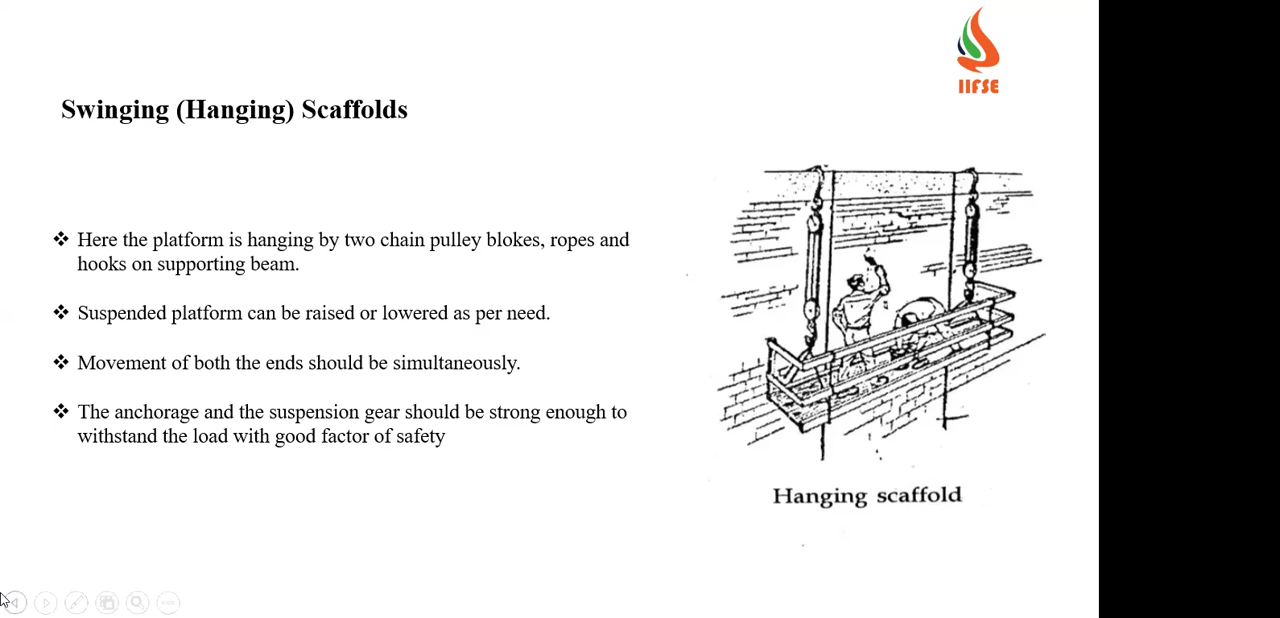 IIFSE
Swinging (Hanging) Scaffolds
❖ Here the platform is hanging by two chain pulley blokes, ropes and
hooks on supporting beam.
❖ Suspended platform can be raised or lowered as per need.
❖ Movement of both the ends should be simultaneously.
❖ The anchorage and the suspension gear should be strong enough to
withstand the load with good factor of safety
Hanging scaffold